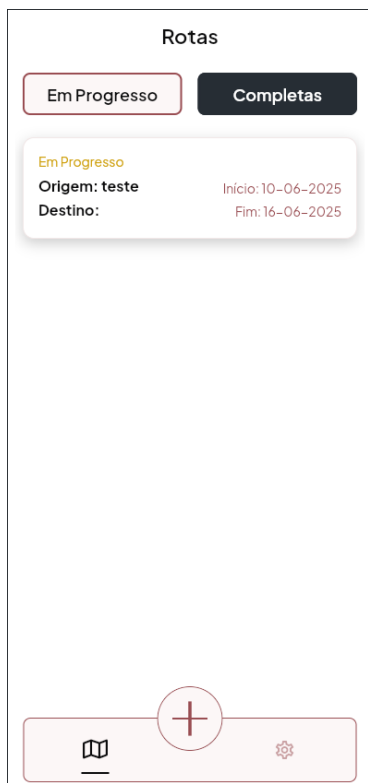 Rotas
Em Progresso
Completas
Em Progresso
Origem: teste
Início: 10-06-2025
Destino:
Fim: 16-06-2025